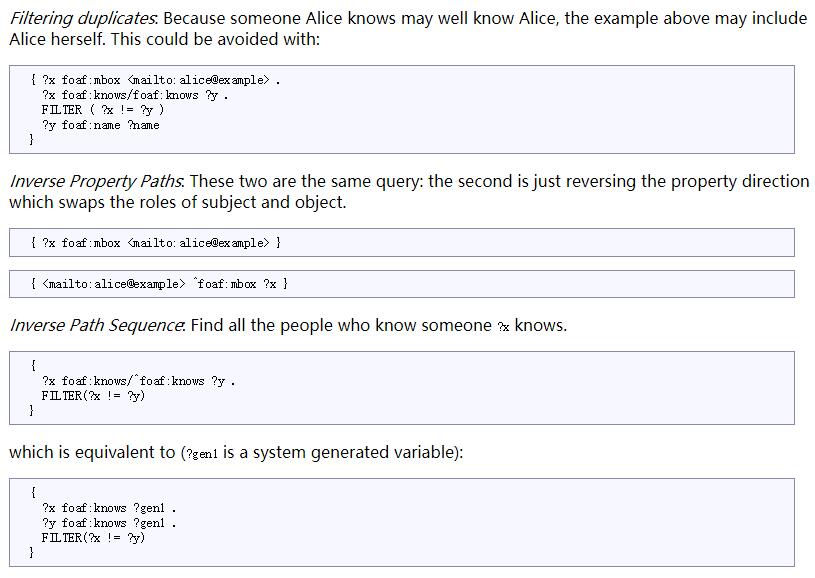 Filtering duplicates: Because someone Alice knows may well know Alice, the example above may include
Alice herself. This could be avoided with:
{ ?x foaf:mbox <mailto:alice@example> .
?x foaf:knows/foaf:knows ?y .
FILTER ( ?x != ?y )
?y foaf:name ?name
}
Inverse Property Paths: These two are the same query: the second is just reversing the property direction
which swaps the roles of subject and object.
{ ?x foaf:mbox <mailto:alice@example> }
{ <mailto:alice@example> ^foaf:mbox ?x }
Inverse Path Sequence: Find all the people who know someone ?x knows.
{
?x foaf:knows/^foaf:knows ?y .
FILTER(?x != ?y)
}
which is equivalent to (?gen1 is a system generated variable):
{
?x foaf:knows ?gen1 .
?y foaf:knows ?gen1 .
FILTER(?x != ?y)
}